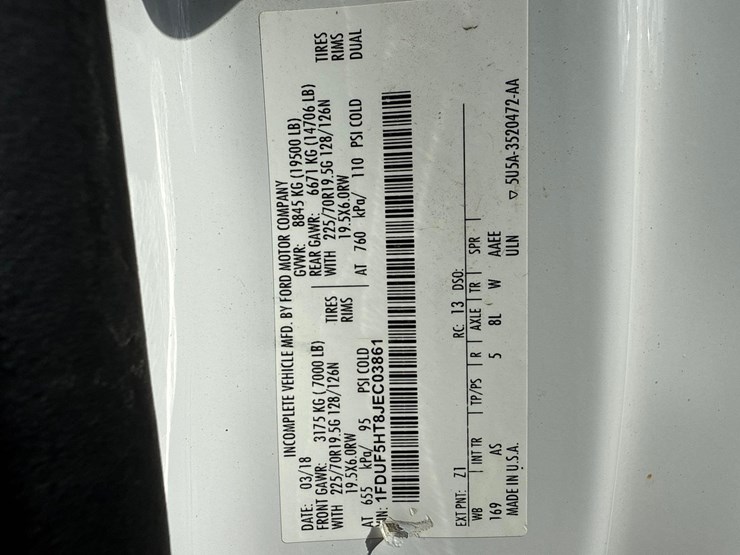 INCOMPLETE VEHICLE MFD. BY FORD MOTOR COMPANY
DATE: 03/18 GVWR: 8845 KG (19500 LB)
FRONT GAWR: 3175 KG ( 7000 LB) REAR GAWR: 6671 KG (14706 LB)
WITH 225/70R19.5G 128/126N TIRES WITH 225/70R19.5G 128/126N TIRES
19.5X6.0RW RIMS 19.5X6.0RW RIMS
AT 655 kPa/ 95 PSI COLD AT 760 kPa/ 110 PSI COLD DUAL
VIN: 1FDUF5HT8JEC03861
EXT PNT: Z1 RC: 13 DSO:
WB | INT TR | TP/PS | R | AXLE | TR | SPR
169 AS 5 8L W AAEE
MADE IN U.S.A. ULN
▽ 5U5A-3520472-AA